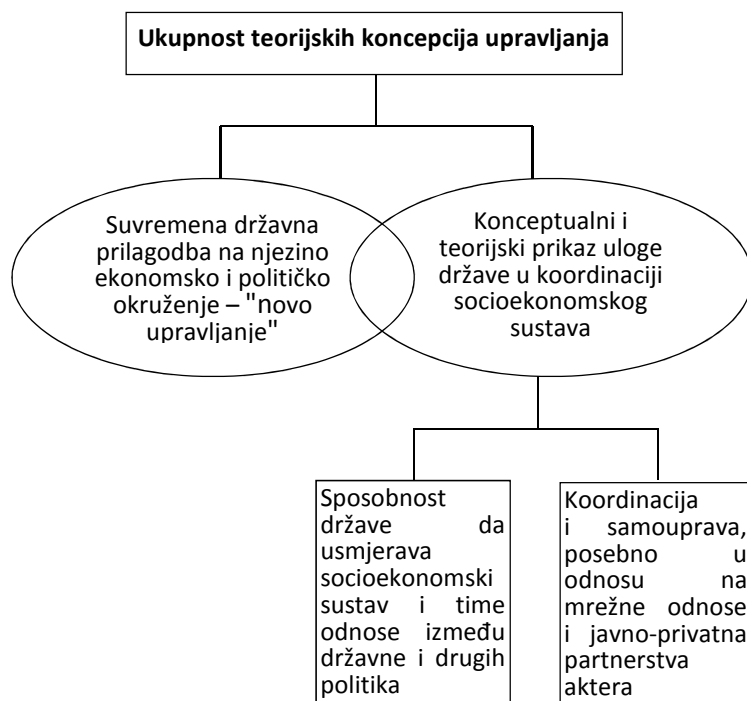 Ukupnost teorijskih koncepcija upravljanja
Suvremena državna
prilagodba na njezino
ekonomsko i političko
okruženje – "novo
upravljanje"
Konceptualni i
teorijski prikaz uloge
države u koordinaciji
socioekonomskog
sustava
Sposobnost
države da
usmjerava
socioekonomski
sustav i time
odnose između
državne i drugih
politika
Koordinacija
i samouprava,
posebno u
odnosu na
mrežne odnose
i javno-privatna
partnerstva
aktera